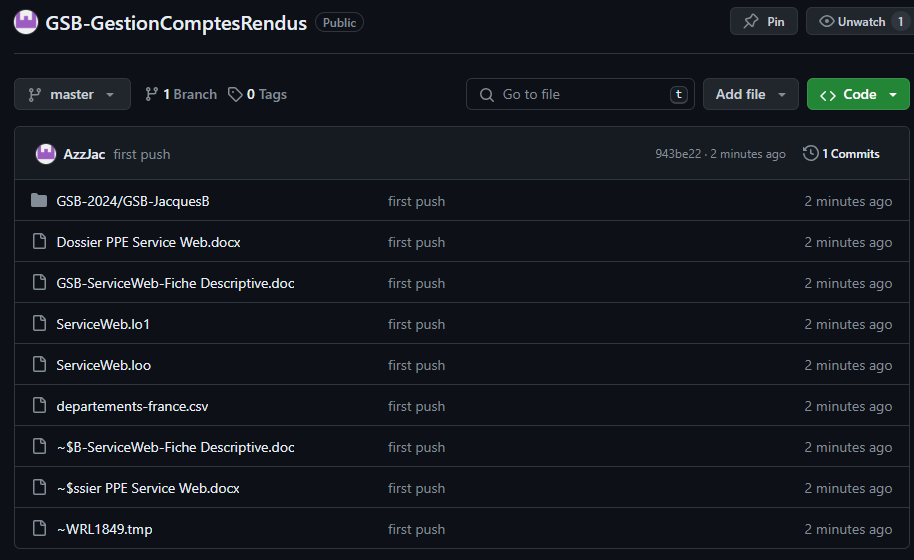 GSB-GestionComptesRendus Public Pin Unwatch 1
master 1 Branch 0 Tags Go to file t Add file Code
AzzJac first push 943be22 · 2 minutes ago 1 Commits
GSB-2024/GSB-JacquesB first push 2 minutes ago
Dossier PPE Service Web.docx first push 2 minutes ago
GSB-ServiceWeb-Fiche Descriptive.doc first push 2 minutes ago
ServiceWeb.lo1 first push 2 minutes ago
ServiceWeb.loo first push 2 minutes ago
departements-france.csv first push 2 minutes ago
~$B-ServiceWeb-Fiche Descriptive.doc first push 2 minutes ago
~$ssier PPE Service Web.docx first push 2 minutes ago
~WRL1849.tmp first push 2 minutes ago